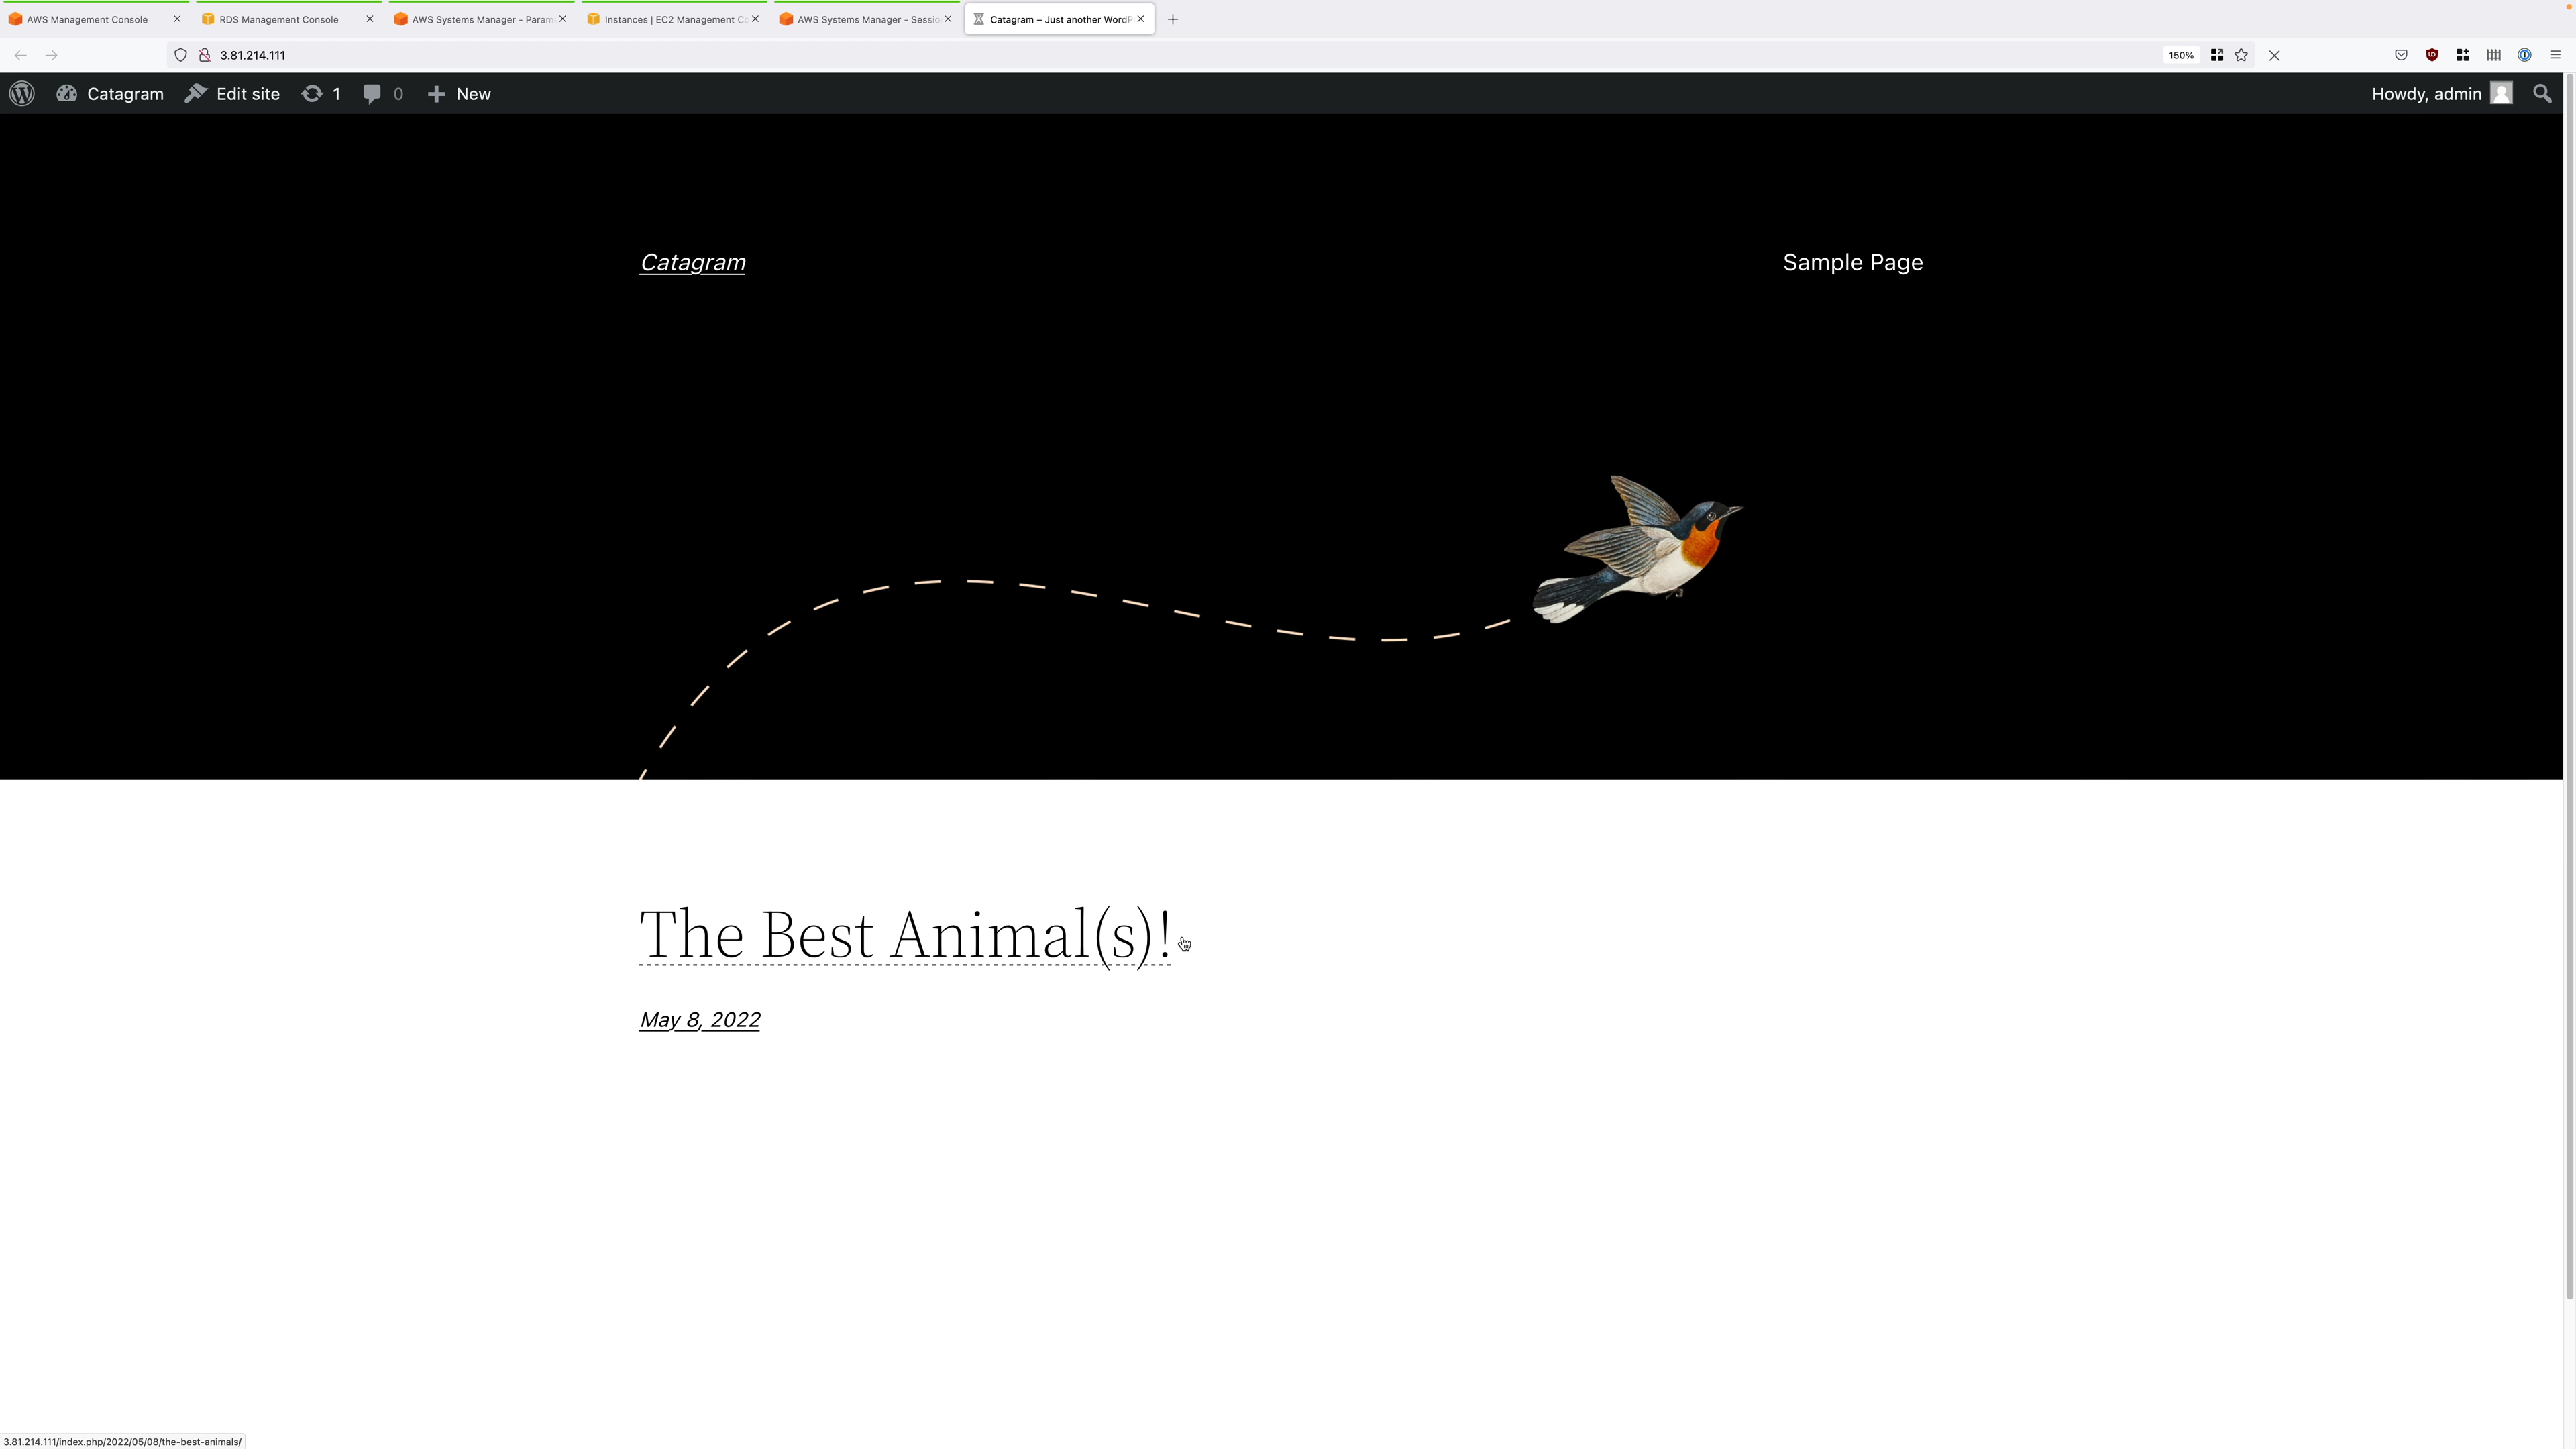 AWS Management Console
RDS Management Console
AWS Systems Manager - Param
Instances | EC2 Management Co
AWS Systems Manager - Sessio
Catagram – Just another WordP
3.81.214.111
150%
Catagram
Edit site
1
0
New
Howdy, admin
Catagram
Sample Page
The Best Animal(s)!
May 8, 2022
3.81.214.111/index.php/2022/05/08/the-best-animals/